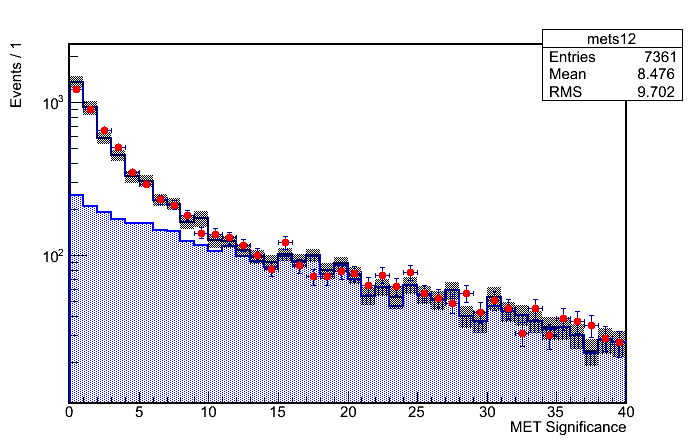 mets12
Entries 7361
Mean 8.476
RMS 9.702
Events / 1
10³
10²
0 5 10 15 20 25 30 35 40
MET Significance